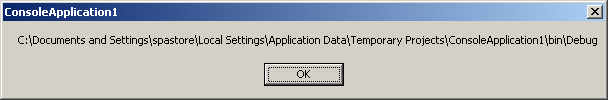 ConsoleApplication1
C:\Documents and Settings\spastore\Local Settings\Application Data\Temporary Projects\ConsoleApplication1\bin\Debug
OK